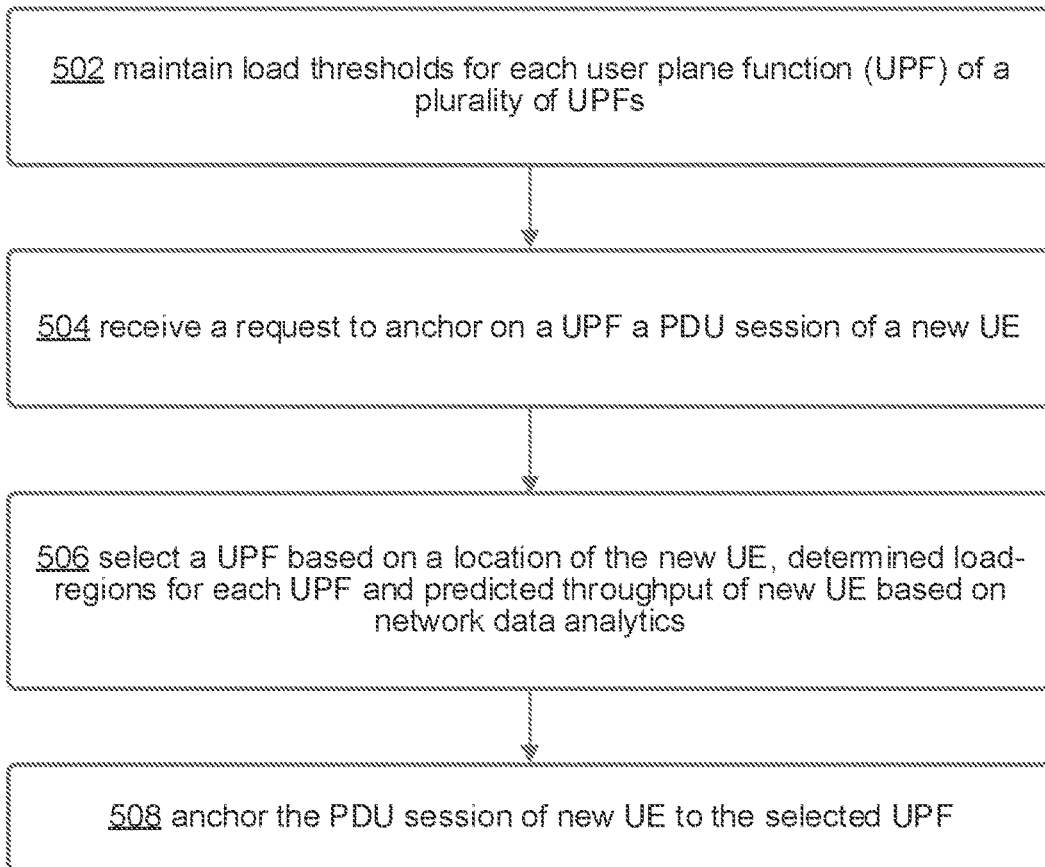 502 maintain load thresholds for each user plane function (UPF) of a
plurality of UPFs
504 receive a request to anchor on a UPF a PDU session of a new UE
506 select a UPF based on a location of the new UE, determined load-
regions for each UPF and predicted throughput of new UE based on
network data analytics
508 anchor the PDU session of new UE to the selected UPF